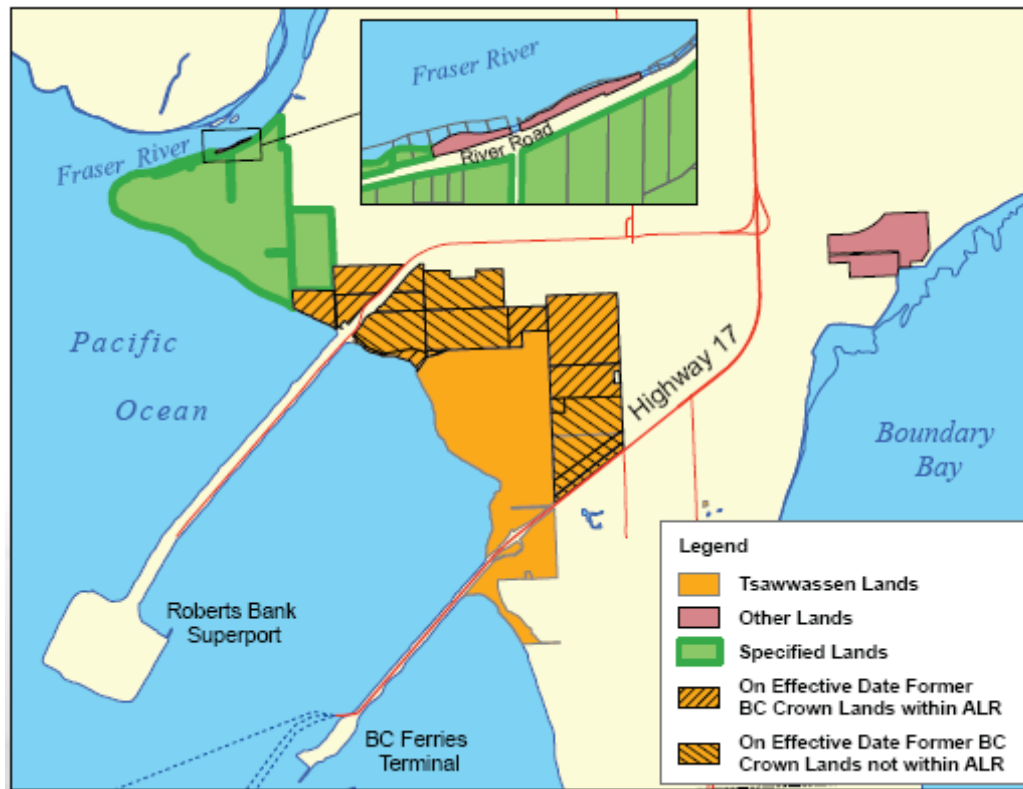 Fraser River
River Road
Fraser River
Pacific
Ocean
Highway 17
Boundary
Bay
Roberts Bank
Superport
BC Ferries
Terminal
Legend
Tsawwassen Lands
Other Lands
Specified Lands
On Effective Date Former
BC Crown Lands within ALR
On Effective Date Former BC
Crown Lands not within ALR